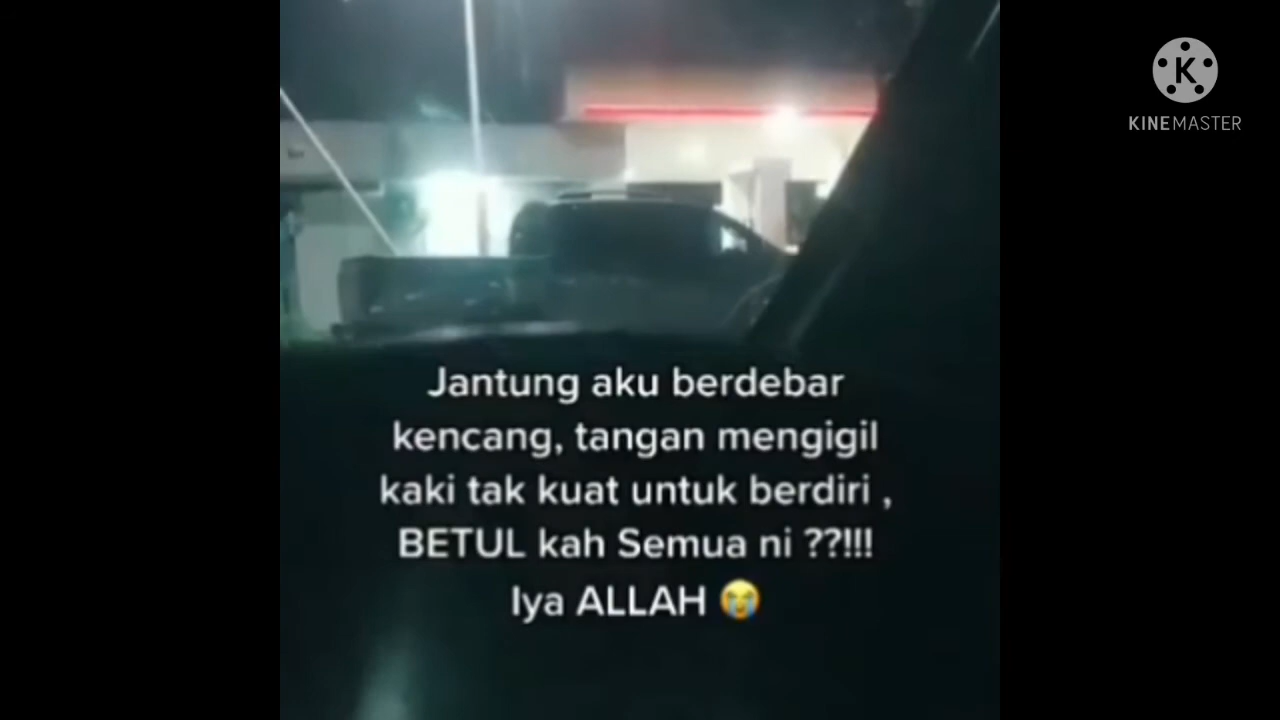 KINEMASTER
Jantung aku berdebar
kencang, tangan mengigil
kaki tak kuat untuk berdiri ,
BETUL kah Semua ni ??!!!
Iya ALLAH 😭